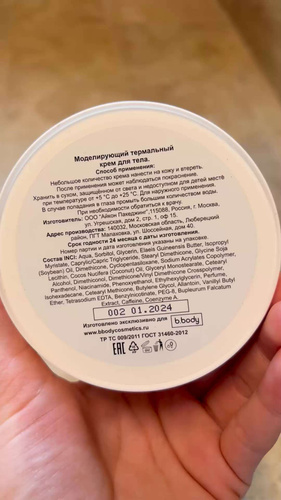 Моделирующий термальный
крем для тела.
Способ применения:
Небольшое количество крема нанести на кожу и втереть.
После применения может наблюдаться покраснение.
Хранить в сухом, защищённом от света и недоступном для детей месте
при температуре от +5 °С до +25 °С. Для наружного применения.
В случае попадания в глаза промыть большим количеством воды.
При необходимости обратиться к врачу.
Изготовитель: ООО "Айкон Пакеджинг",115088, Россия, г. Москва,
ул. Угрешская, дом 2, стр. 1, оф 15.
Адрес производства: 140032, Московская область, Люберецкий
район, ПГТ Малаховка, ул. Шоссейная, дом 40.
Срок годности 24 месяца с даты изготовления.
Номер партии и дата изготовления указаны на упаковке.
Состав INCI: Aqua, Sorbitol, Glycerin, Elaeis Guineensis Butter, Isopropyl
Myristate, Caprylic/Capric Triglyceride, Stearyl Dimethicone, Glycine Soja
(Soybean) Oil, Dimethicone, Cyclopentasiloxane, Sodium Acrylates Copolymer,
Lecithin, Cocos Nucifera (Coconut) Oil, Glyceryl Monostearate, Cetearyl
Alcohol, Dimethiconol, Dimethicone/Vinyl Dimethicone Crosspolymer,
Panthenol, Niacinamide, Phenoxyethanol, Ethylhexylglycerin, Parfume,
Isohexadecane, Cetearyl Methicone, Butylene Glycol, Allantoin, Vanillyl Butyl
Ether, Tetrasodium EDTA, Benzyl Nicotinate, PEG-8, Bupleurum Falcatum
Extract, Caffeine, Coenzyme A.
002 01.2024
Изготовлено эксклюзивно для b.body
www.bbodycosmetics.ru
ТР ТС 009/2011 ГОСТ 31460-2012
EAC